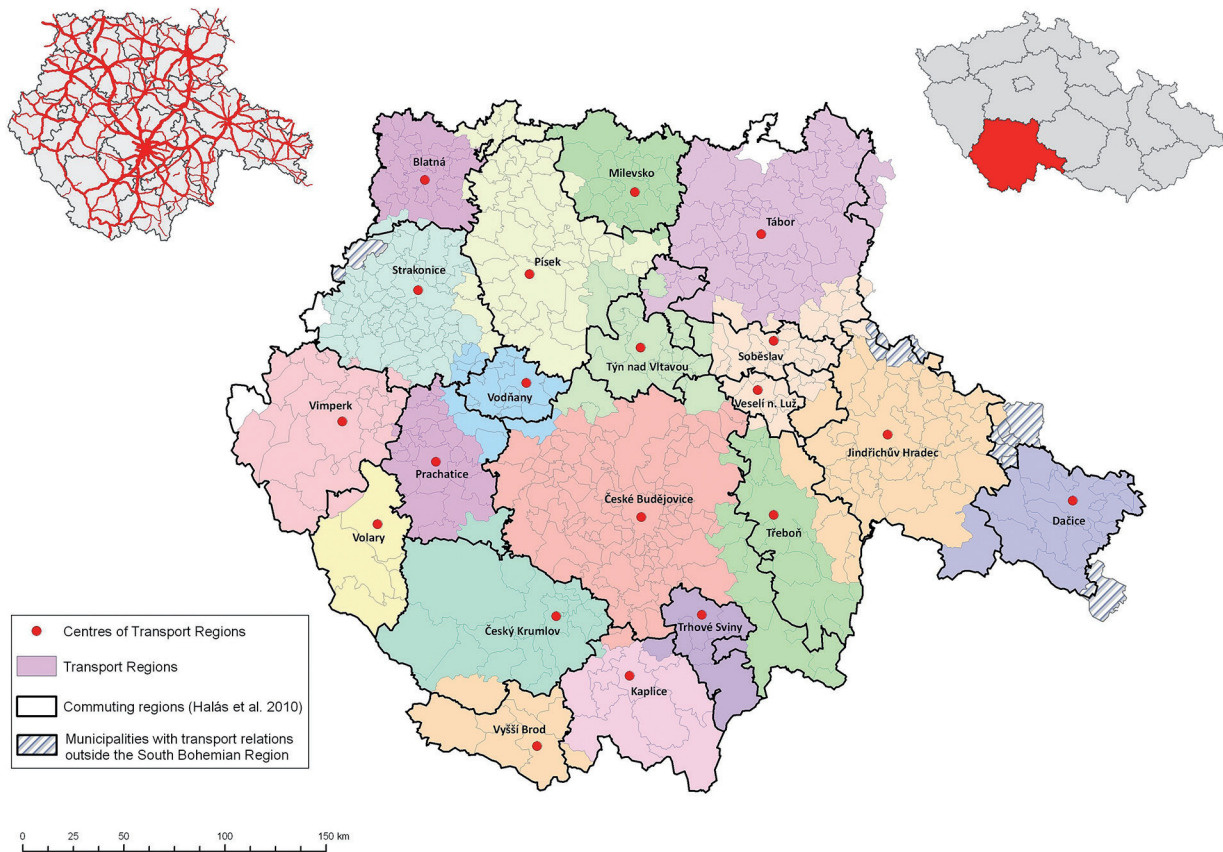 Blatná
Milevsko
Tábor
Písek
Strakonice
Týn nad Vltavou
Soběslav
Vodňany
Veselí n. Luž.
Vimperk
Jindřichův Hradec
Prachatice
České Budějovice
Dačice
Volary
Třeboň
Český Krumlov
Trhové Sviny
Kaplice
Vyšší Brod
Centres of Transport Regions
Transport Regions
Commuting regions (Halás et al. 2010)
Municipalities with transport relations
outside the South Bohemian Region
0 25 50 100 150 km